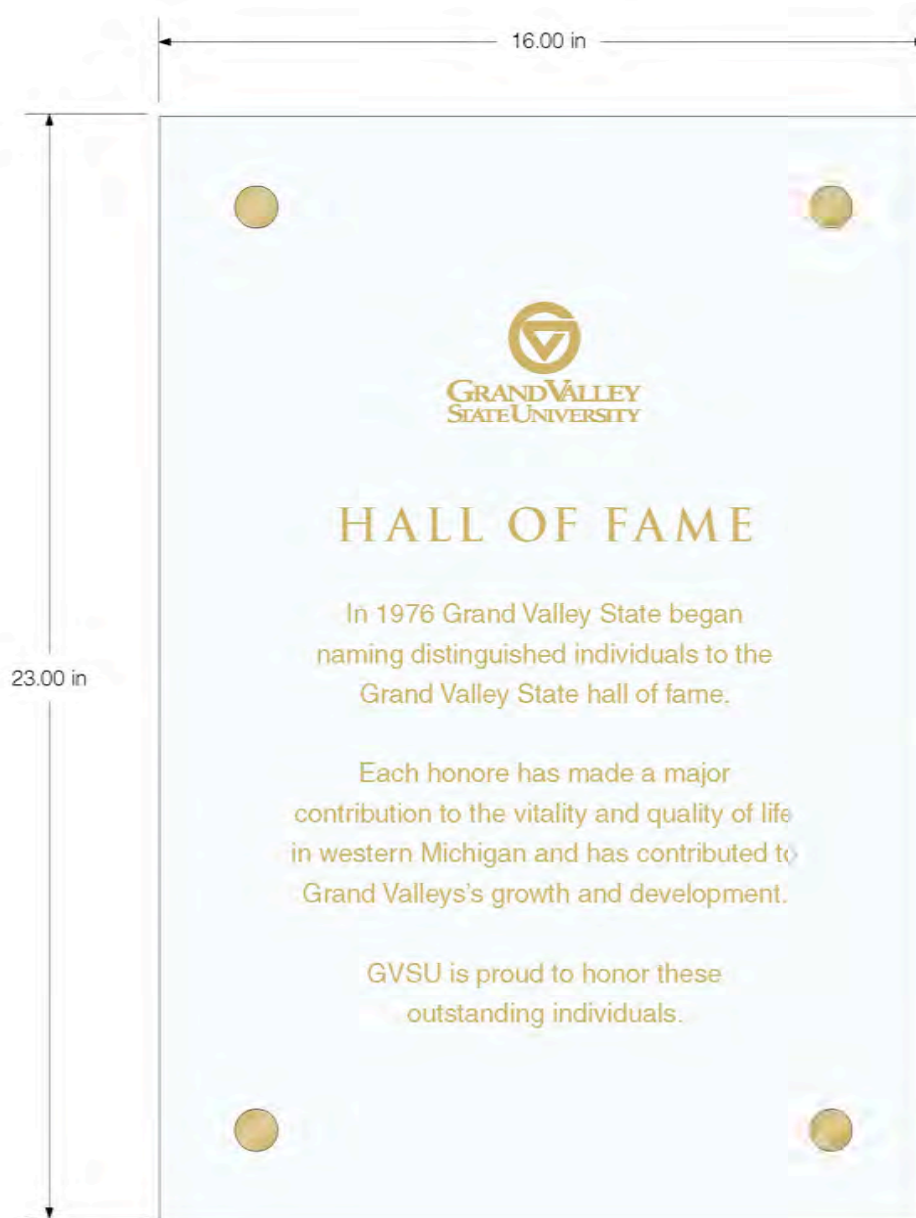 16.00 in
GRAND VALLEY
STATE UNIVERSITY
HALL OF FAME
In 1976 Grand Valley State began
naming distinguished individuals to the
Grand Valley State hall of fame.
23.00 in
Each honore has made a major
contribution to the vitality and quality of life
in western Michigan and has contributed to
Grand Valleys's growth and development.
GVSU is proud to honor these
outstanding individuals.